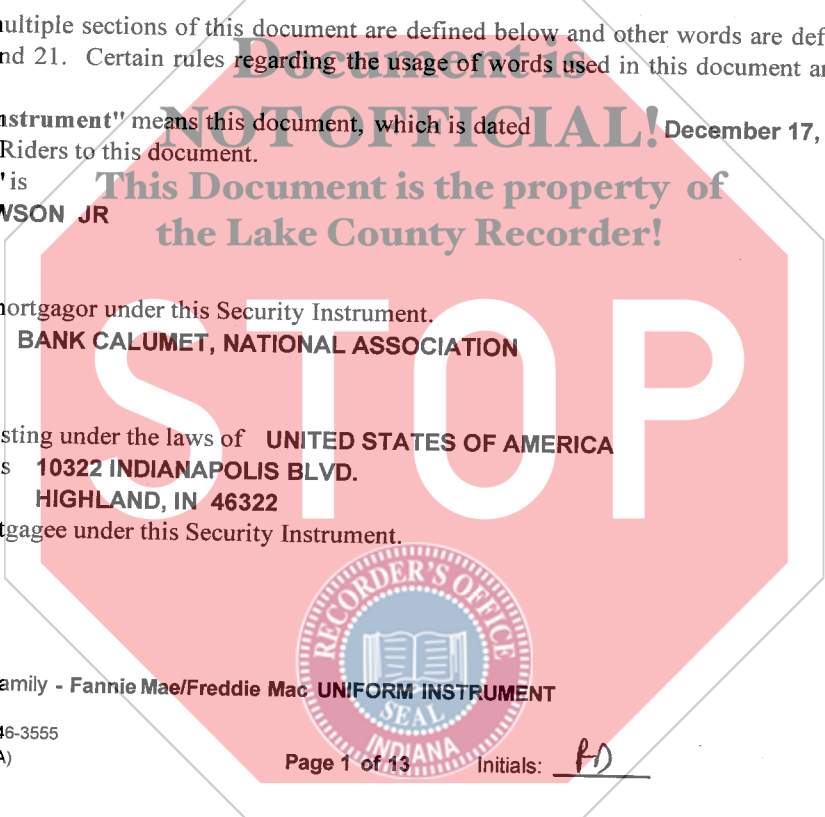 multiple sections of this document are defined below and other words are def
nd 21. Certain rules regarding the usage of words used in this document ar
Document is
NOT OFFICIAL!
This Document is the property of
the Lake County Recorder!
nstrument" means this document, which is dated December 17,
Riders to this document.
" is
WSON JR
STOP
mortgagor under this Security Instrument.
BANK CALUMET, NATIONAL ASSOCIATION
sting under the laws of UNITED STATES OF AMERICA
s 10322 INDIANAPOLIS BLVD.
HIGHLAND, IN 46322
tgagee under this Security Instrument.
RECORDER'S OFFICE
SEAL
INDIANA
amily - Fannie Mae/Freddie Mac UNIFORM INSTRUMENT
46-3555
A)
Page 1 of 13 Initials: